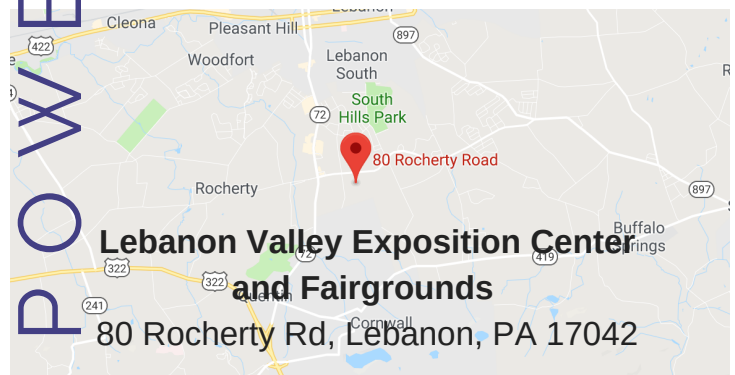 Lebanon
Cleona
Pleasant Hill
897
422
Woodfort
Lebanon
South
South
Hills Park
72
80 Rocherty Road
Rocherty
897
Buffalo
Springs
Lebanon Valley Exposition Center
72
419
322
322
and Fairgrounds
Quentin
241
Cornwall
80 Rocherty Rd, Lebanon, PA 17042
P O W E